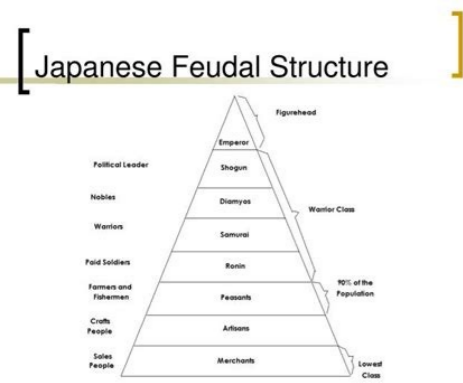 Japanese Feudal Structure
Figurehead
Emperor
Political Leader
Shogun
Nobles
Diamyos
Warrior Class
Warriors
Samurai
Paid Soldiers
Ronin
Farmers and
Fishermen
Peasants
90% of the
Population
Crafts
People
Artisans
Sales
People
Merchants
Lowest
Class